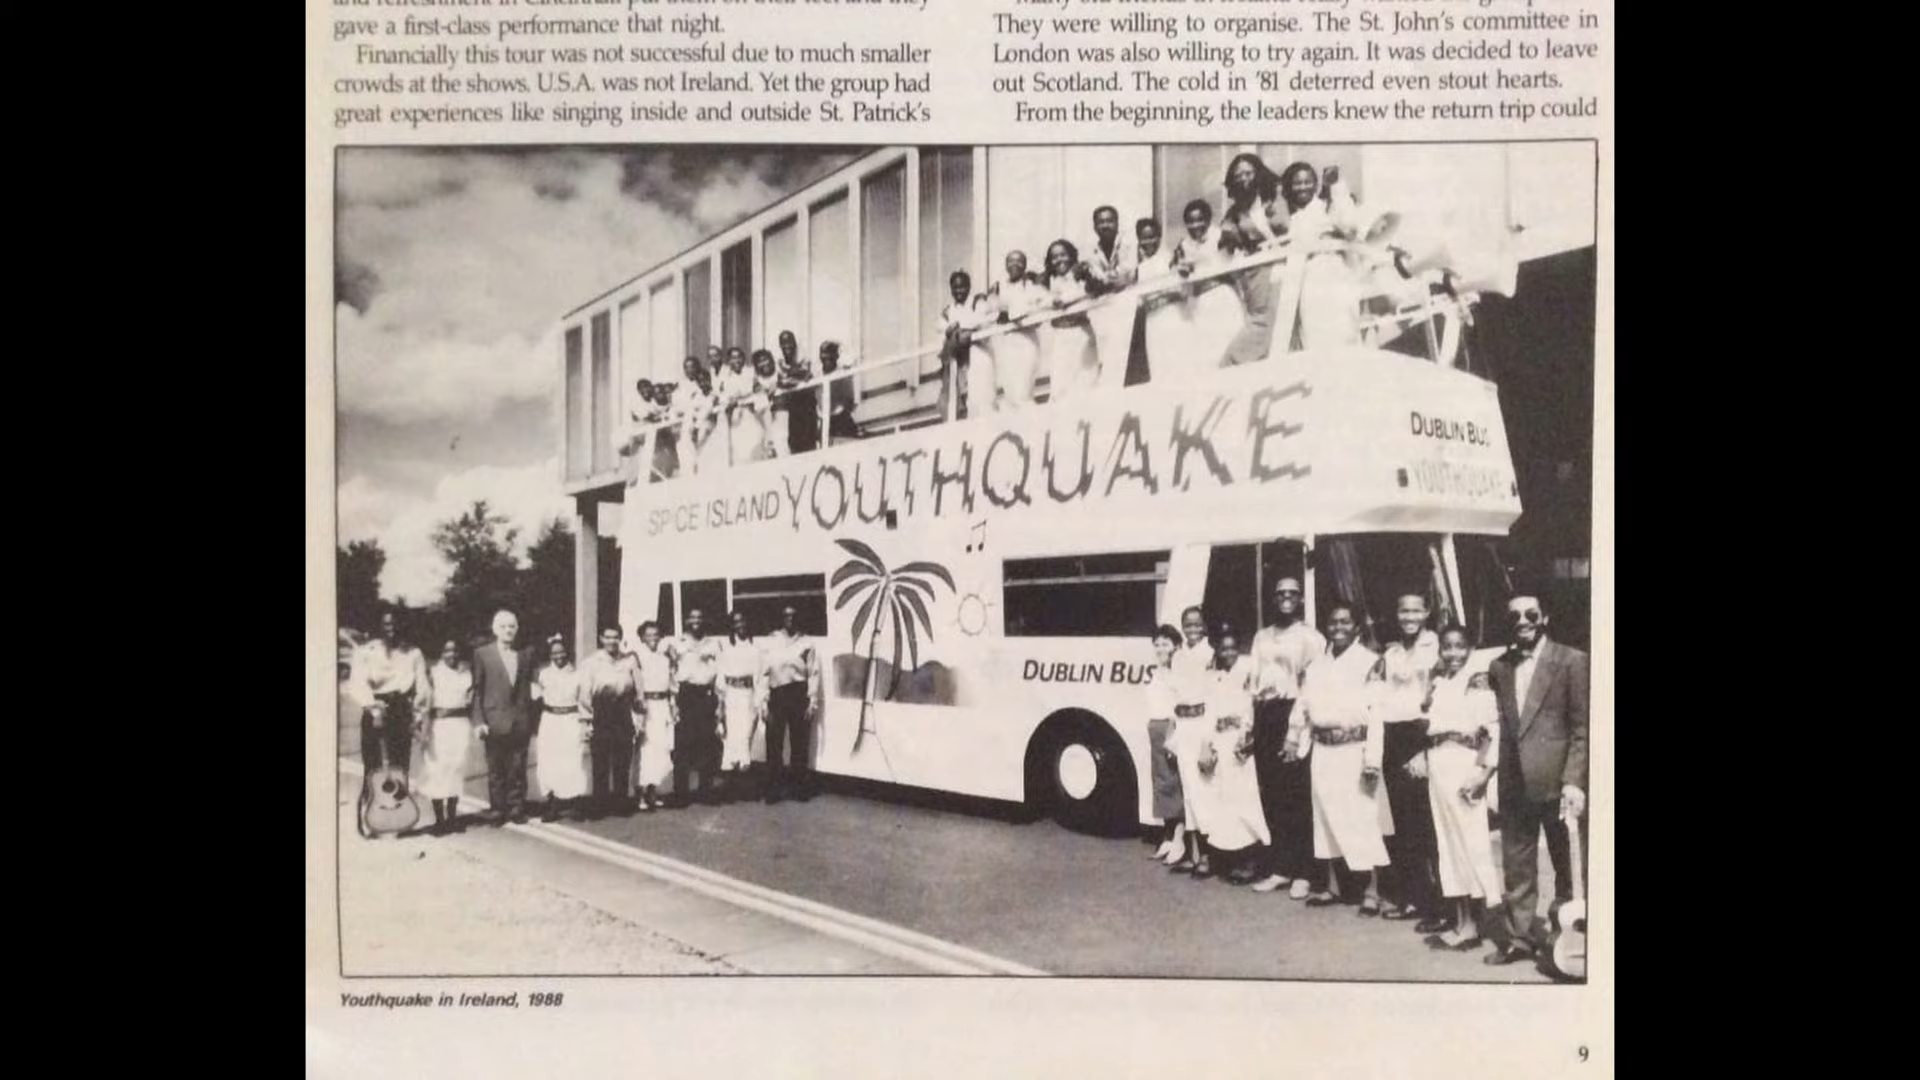 gave a first-class performance that night.
Financially this tour was not successful due to much smaller
crowds at the shows. U.S.A. was not Ireland. Yet the group had
great experiences like singing inside and outside St. Patrick's
They were willing to organise. The St. John's committee in
London was also willing to try again. It was decided to leave
out Scotland. The cold in '81 deterred even stout hearts.
From the beginning, the leaders knew the return trip could
SPICE ISLAND YOUTHQUAKE
DUBLIN BUS
YOUTHQUAKE
DUBLIN BUS
Youthquake in Ireland, 1988
9